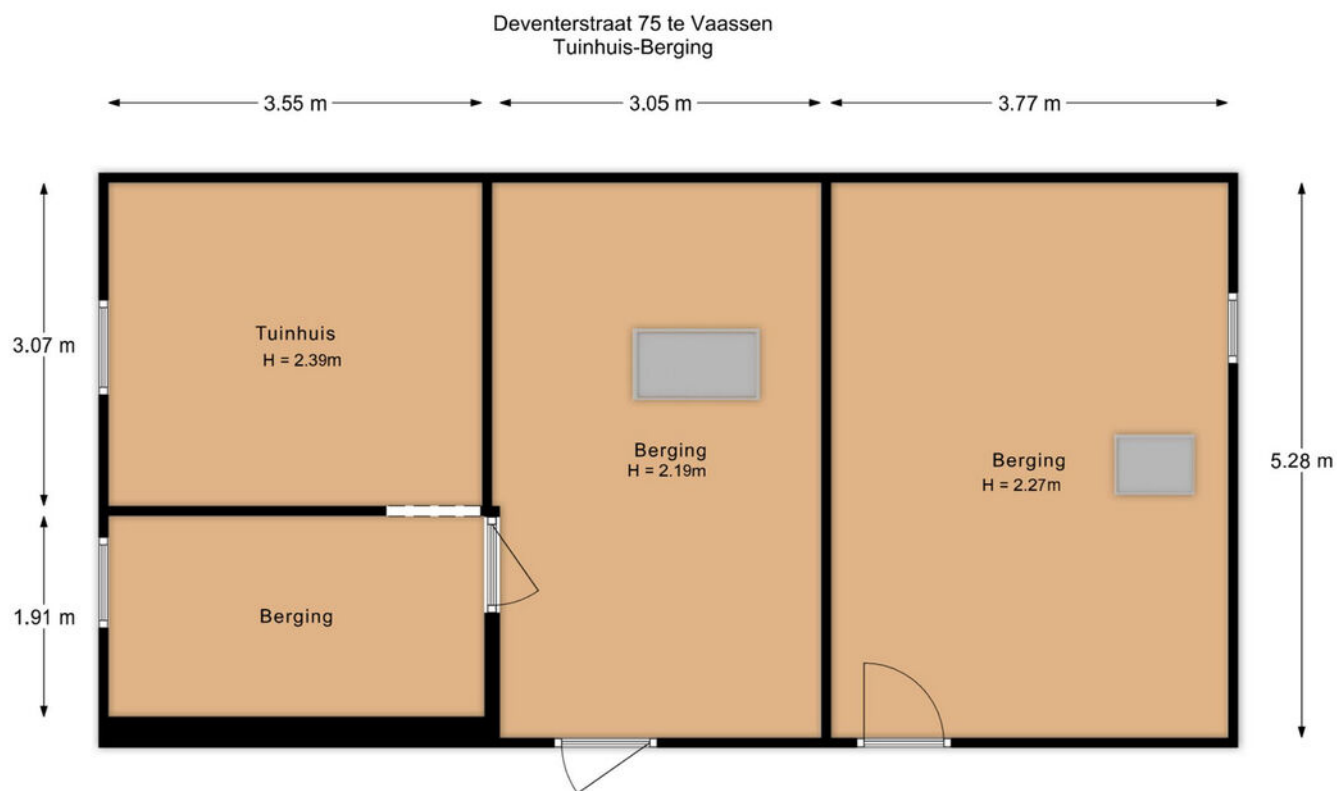 Deventerstraat 75 te Vaassen
Tuinhuis-Berging
3.55 m
3.05 m
3.77 m
3.07 m
Tuinhuis
H = 2.39m
Berging
H = 2.19m
Berging
H = 2.27m
5.28 m
1.91 m
Berging